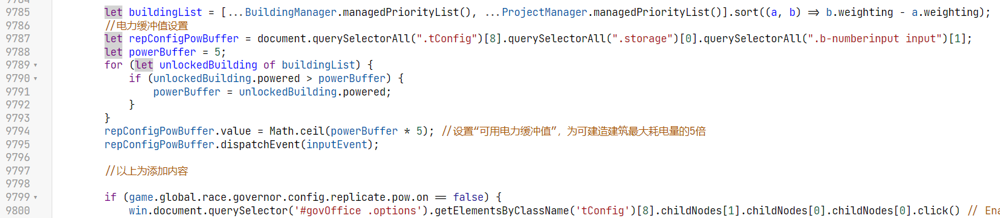 9785 let buildingList = [...BuildingManager.managedPriorityList(), ...ProjectManager.managedPriorityList()].sort((a, b) => b.weighting - a.weighting);
9786 //电力缓冲值设置
9787 let repConfigPowBuffer = document.querySelectorAll(".tConfig")[8].querySelectorAll(".storage")[0].querySelectorAll(".b-numberinput input")[1];
9788 let powerBuffer = 5;
9789 for (let unlockedBuilding of buildingList) {
9790 if (unlockedBuilding.powered > powerBuffer) {
9791 powerBuffer = unlockedBuilding.powered;
9792 }
9793 }
9794 repConfigPowBuffer.value = Math.ceil(powerBuffer * 5); //设置“可用电力缓冲值”，为可建造建筑最大耗电量的5倍
9795 repConfigPowBuffer.dispatchEvent(inputEvent);
9796
9797 //以上为添加内容
9798
9799 if (game.global.race.governor.config.replicate.pow.on == false) {
9800 win.document.querySelector('#govOffice .options').getElementsByClassName('tConfig')[8].childNodes[1].childNodes[0].childNodes[0].click() //